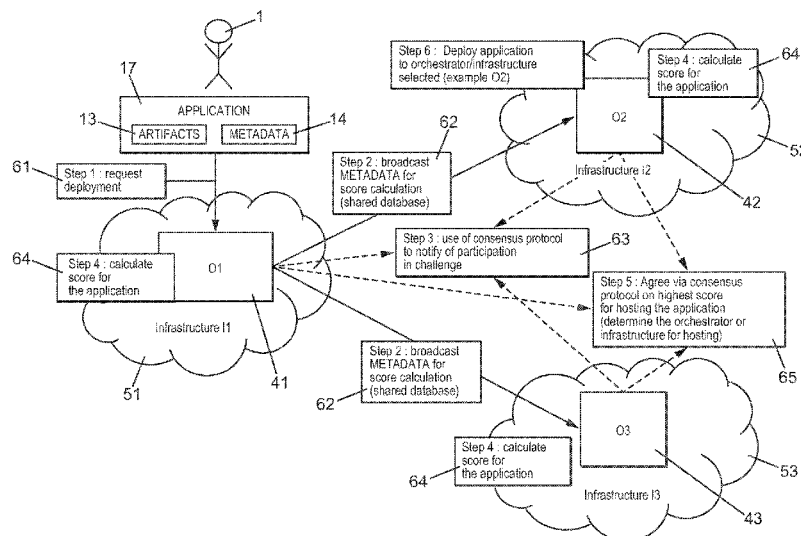 1
17
APPLICATION
13
ARTIFACTS
METADATA
14
61
Step 1 : request
deployment
62
Step 2 : broadcast
METADATA for
score calculation
(shared database)
Step 6 : Deploy application
to orchestrator/infrastructure
selected (example O2)
Step 4 : calculate
score for
the application
64
O2
Infrastructure I2
52
42
64
Step 4 : calculate
score for
the application
O1
Infrastructure I1
51
41
Step 3 : use of consensus protocol
to notify of participation
in challenge
63
Step 5 : Agree via consensus
protocol on highest score
for hosting the application
(determine the orchestrator or
infrastructure for hosting)
65
Step 2 : broadcast
METADATA for
score calculation
(shared database)
62
O3
Step 4 : calculate
score for
the application
64
Infrastructure I3
53
43